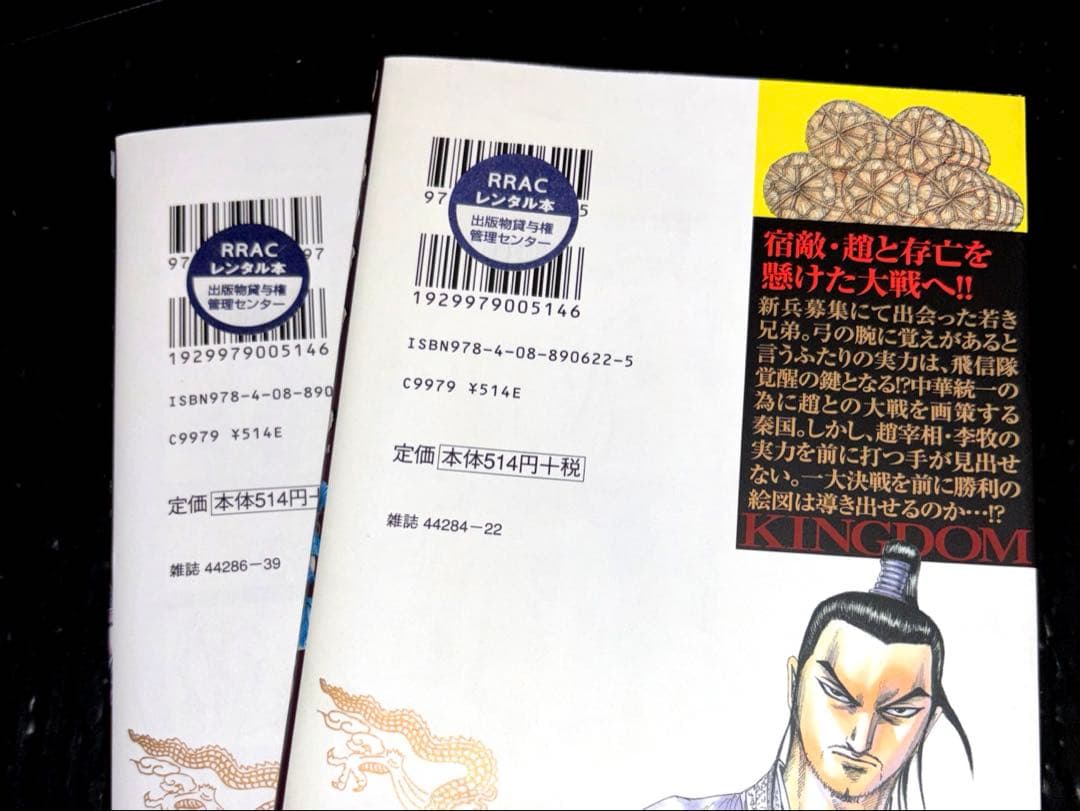 97
97
RRAC
レンタル本
出版物貸与権
管理センター
1929979005146
ISBN978-4-08-890
C9979 ¥514E
定価 本体514円+
雑誌 44286-39
97
5
RRAC
レンタル本
出版物貸与権
管理センター
1929979005146
ISBN978-4-08-890622-5
C9979 ¥514E
定価 本体514円+税
雑誌 44284-22
宿敵・趙と存亡を
懸けた大戦へ!!
新兵募集にて出会った若き
兄弟。弓の腕に覚えがあると
言うふたりの実力は、飛信隊
覚醒の鍵となる!?中華統一の
為に趙との大戦を画策する
秦国。しかし、趙宰相・李牧の
実力を前に打つ手が見出せ
ない。一大決戦を前に勝利の
絵図は導き出せるのか…!?
KINGDOM